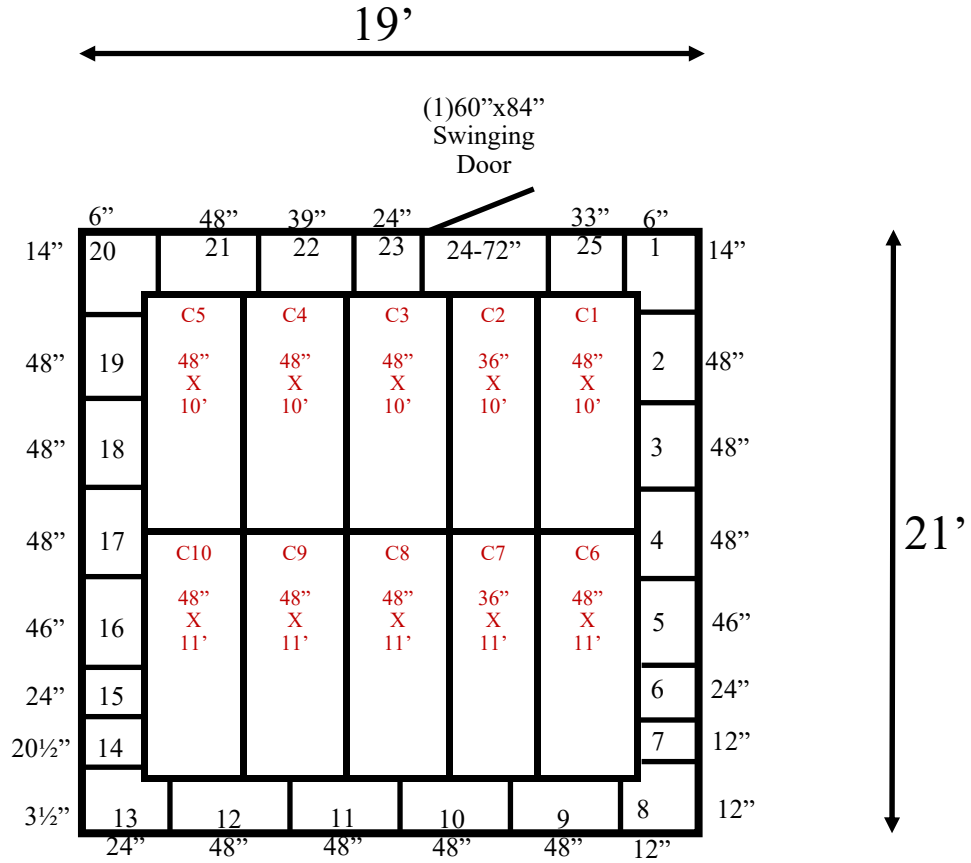 19’
(1)60”x84”
Swinging
Door
6” 48” 39” 24” 33” 6”
14” 20 21 22 23 24-72” 25 1 14”
C5 C4 C3 C2 C1
48” 19 48” 48” 48” 36” 48” 2 48”
X X X X X
10’ 10’ 10’ 10’ 10’
48” 18 3 48”
48” 17 4 48”
21’
C10 C9 C8 C7 C6
48” 48” 48” 36” 48”
X X X X X
46” 16 5 46”
11’ 11’ 11’ 11’ 11’
24” 15 6 24”
20½” 14 7 12”
3½” 13 12 11 10 9 8 12”
24” 48” 48” 48” 48” 12”